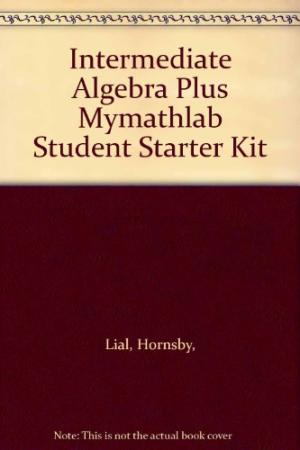 Intermediate
Algebra Plus
Mymathlab
Student Starter Kit
Lial, Hornsby,
Note: This is not the actual book cover